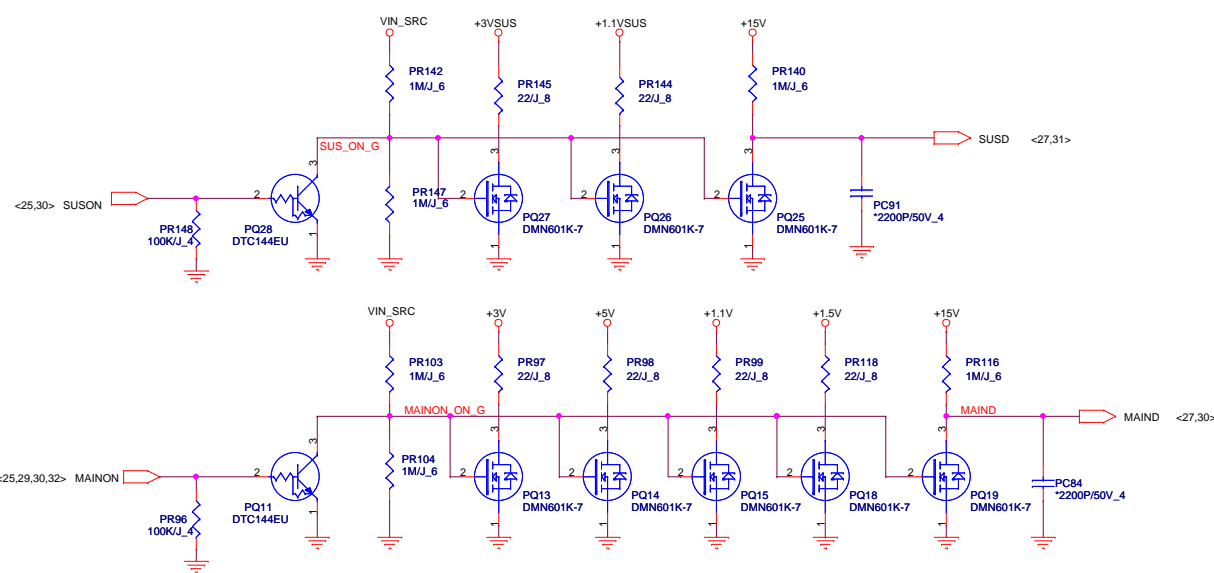 VIN_SRC
+3VSUS
+1.1VSUS
+15V
PR142
1M/J_6
PR145
22/J_8
PR144
22/J_8
PR140
1M/J_6
SUS_ON_G
SUSD <27,31>
3
3
3
3
<25,30> SUSON
2
2
2
2
PR147
1M/J_6
PC91
*2200P/50V_4
PR148
100K/J_4
PQ28
DTC144EU
PQ27
DMN601K-7
PQ26
DMN601K-7
PQ25
DMN601K-7
1
1
1
1
VIN_SRC
+3V
+5V
+1.1V
+1.5V
+15V
PR103
1M/J_6
PR97
22/J_8
PR98
22/J_8
PR99
22/J_8
PR118
22/J_8
PR116
1M/J_6
MAINON_ON_G
MAIND
MAIND <27,30>
3
3
3
3
3
3
<25,29,30,32> MAINON
2
2
2
2
2
2
PR104
1M/J_6
PC84
*2200P/50V_4
PR96
100K/J_4
PQ11
DTC144EU
PQ13
DMN601K-7
PQ14
DMN601K-7
PQ15
DMN601K-7
PQ18
DMN601K-7
PQ19
DMN601K-7
1
1
1
1
1
1